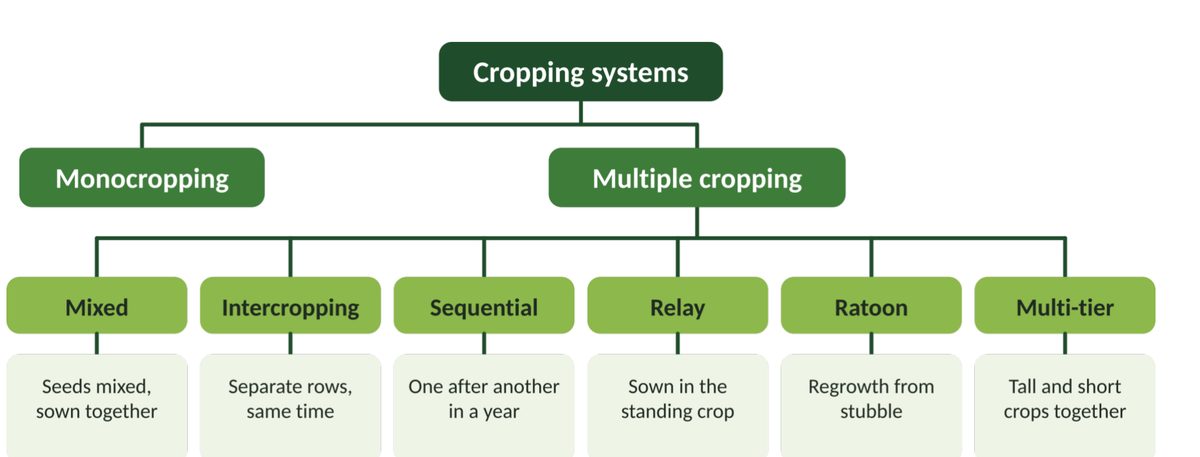 Cropping systems
Monocropping
Multiple cropping
Mixed
Intercropping
Sequential
Relay
Ratoon
Multi-tier
Seeds mixed,
sown together
Separate rows,
same time
One after another
in a year
Sown in the
standing crop
Regrowth from
stubble
Tall and short
crops together